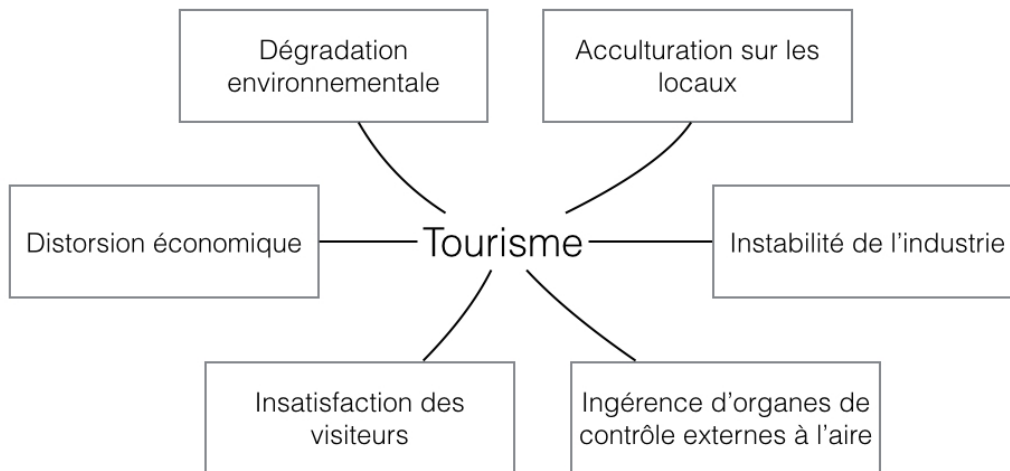 Dégradation
environnementale
Acculturation sur les
locaux
Distorsion économique
Tourisme
Instabilité de l'industrie
Insatisfaction des
visiteurs
Ingérence d'organes de
contrôle externes à l'aire